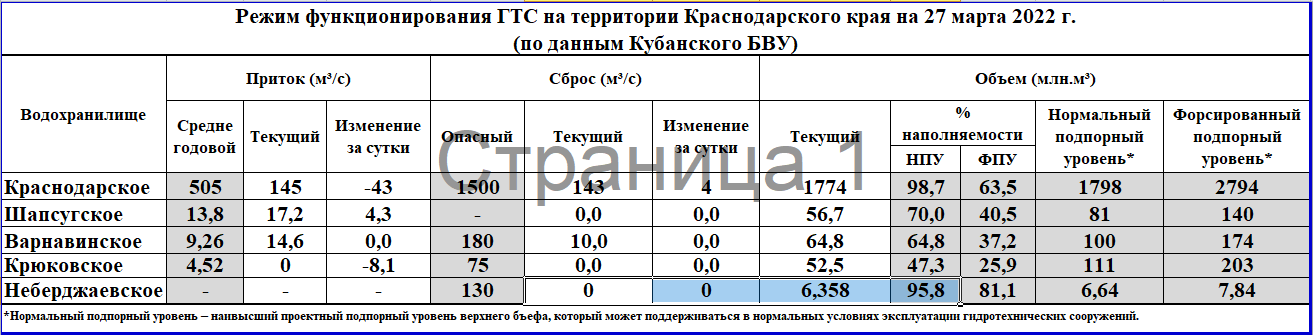 Режим функционирования ГТС на территории Краснодарского края на 27 марта 2022 г.
(по данным Кубанского БВУ)
Водохранилище Приток (м³/с) Сброс (м³/с) Объем (млн.м³)
Средне годовой Текущий Изменение за сутки Опасный Текущий Изменение за сутки Текущий % наполняемости Нормальный подпорный уровень* Форсированный подпорный уровень*
НПУ ФПУ
Страница 1
Краснодарское 505 145 -43 1500 143 4 1774 98,7 63,5 1798 2794
Шапсугское 13,8 17,2 4,3 - 0,0 0,0 56,7 70,0 40,5 81 140
Варнавинское 9,26 14,6 0,0 180 10,0 0,0 64,8 64,8 37,2 100 174
Крюковское 4,52 0 -8,1 75 0,0 0,0 52,5 47,3 25,9 111 203
Неберджаевское - - - 130 0 0 6,358 95,8 81,1 6,64 7,84
*Нормальный подпорный уровень – наивысший проектный подпорный уровень верхнего бъефа, который может поддерживаться в нормальных условиях эксплуатации гидротехнических сооружений.